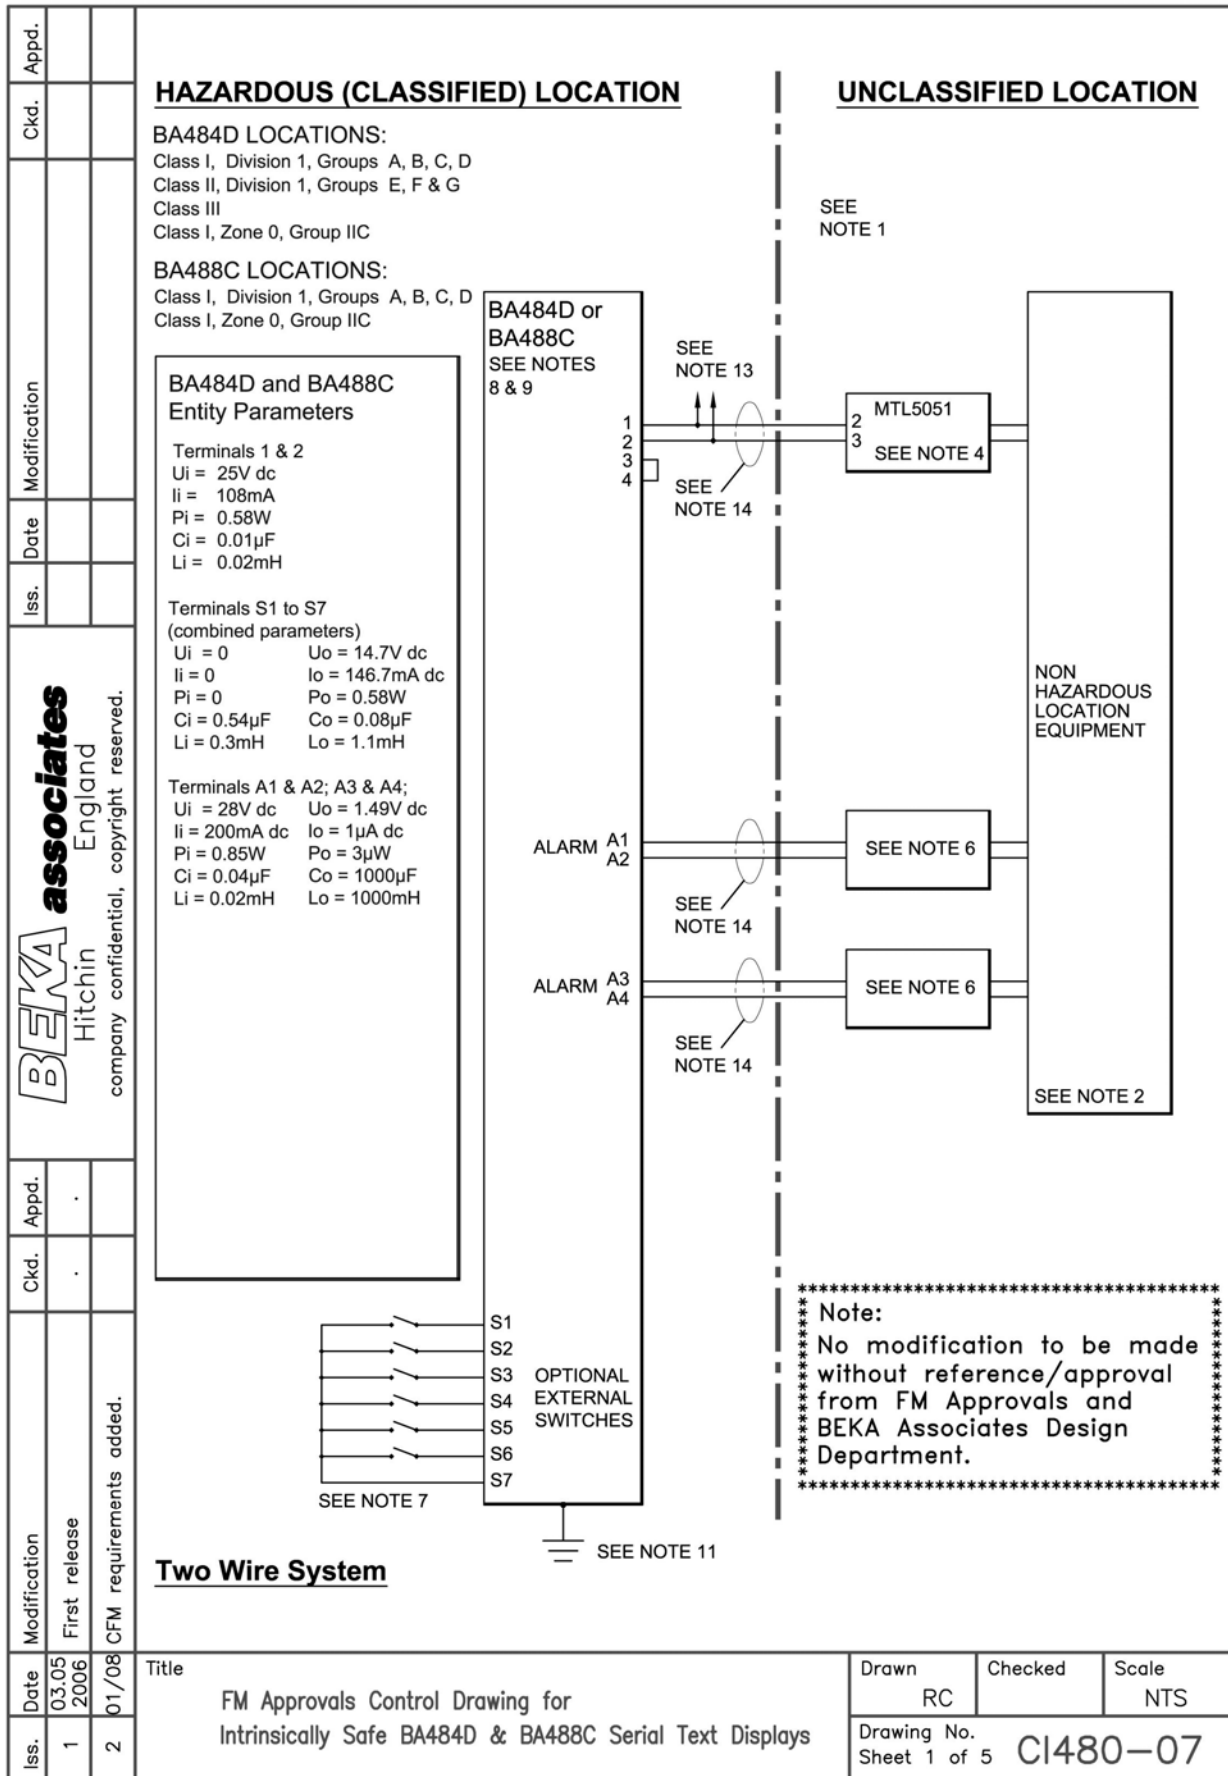 HAZARDOUS (CLASSIFIED) LOCATION
UNCLASSIFIED LOCATION
BA484D LOCATIONS:
Class I, Division 1, Groups A, B, C, D
Class II, Division 1, Groups E, F & G
Class III
Class I, Zone 0, Group IIC
BA488C LOCATIONS:
Class I, Division 1, Groups A, B, C, D
Class I, Zone 0, Group IIC
SEE
NOTE 1
BA484D and BA488C
Entity Parameters
Terminals 1 & 2
Ui = 25V dc
Ii = 108mA
Pi = 0.58W
Ci = 0.01µF
Li = 0.02mH
Terminals S1 to S7
(combined parameters)
Ui = 0 Uo = 14.7V dc
Ii = 0 Io = 146.7mA dc
Pi = 0 Po = 0.58W
Ci = 0.54µF Co = 0.08µF
Li = 0.3mH Lo = 1.1mH
Terminals A1 & A2; A3 & A4;
Ui = 28V dc Uo = 1.49V dc
Ii = 200mA dc Io = 1µA dc
Pi = 0.85W Po = 3µW
Ci = 0.04µF Co = 1000µF
Li = 0.02mH Lo = 1000mH
BA484D or
BA488C
SEE NOTES
8 & 9
1
2
3
4
SEE
NOTE 13
SEE
NOTE 14
2
3
MTL5051
SEE NOTE 4
NON
HAZARDOUS
LOCATION
EQUIPMENT
SEE NOTE 2
ALARM A1
A2
SEE
NOTE 14
SEE NOTE 6
ALARM A3
A4
SEE
NOTE 14
SEE NOTE 6
S1
S2
S3
S4
S5
S6
S7
OPTIONAL
EXTERNAL
SWITCHES
SEE NOTE 7
SEE NOTE 11
Two Wire System
****************************************
Note:
No modification to be made
without reference/approval
from FM Approvals and
BEKA Associates Design
Department.
****************************************
Title
FM Approvals Control Drawing for
Intrinsically Safe BA484D & BA488C Serial Text Displays
Drawn
RC
Checked
Scale
NTS
Drawing No.
Sheet 1 of 5 CI480-07
Iss. Date Modification Ckd. Appd.
1 03.05 2006 First release . .
2 01/08 CFM requirements added.
BEKA associates
Hitchin England
company confidential, copyright reserved.
Iss. Date Modification Ckd. Appd.